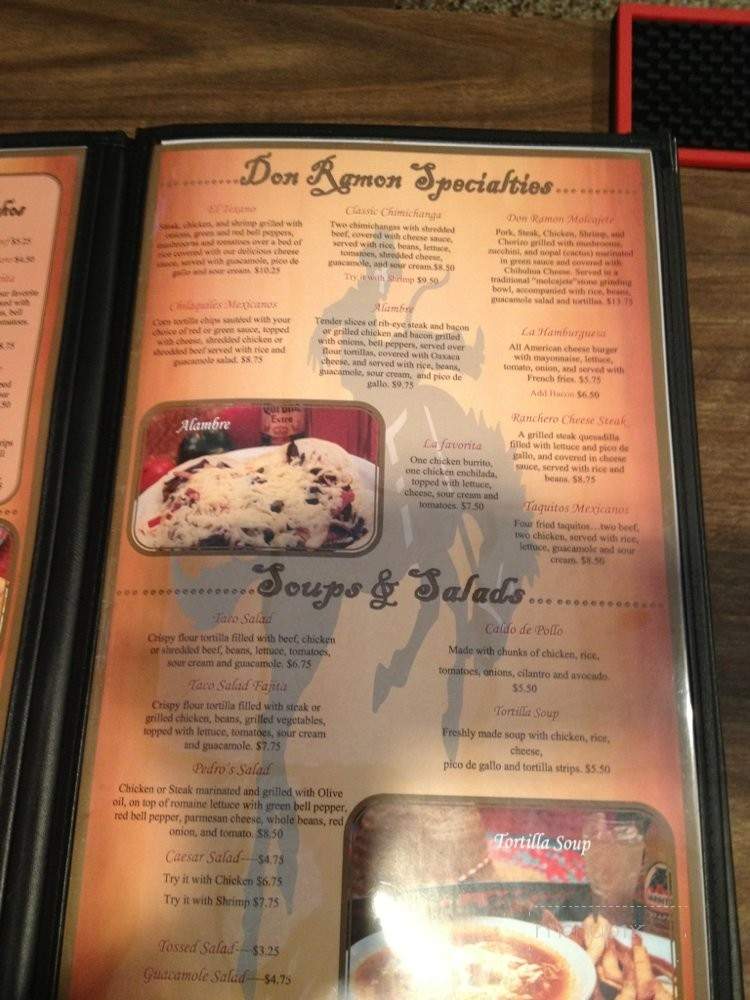 Don Ramon Specialties
El Texano
Steak, chicken, and shrimp grilled with
onions, green and red bell peppers,
mushrooms and tomatoes over a bed of
rice covered with our delicious cheese
sauce, served with guacamole, pico de
gallo and sour cream. $10.25
Chilaquiles Mexicanos
Corn tortilla chips sautéed with your
choice of red or green sauce, topped
with cheese, shredded chicken or
shredded beef served with rice and
guacamole salad. $8.75
Classic Chimichanga
Two chimichangas with shredded
beef, covered with cheese sauce,
served with rice, beans, lettuce,
tomatoes, shredded cheese,
guacamole, and sour cream.$8.50
Try it with Shrimp $9.50
Alambre
Tender slices of rib-eye steak and bacon
or grilled chicken and bacon grilled
with onions, bell peppers, served over
flour tortillas, covered with Oaxaca
cheese, and served with rice, beans,
guacamole, sour cream, and pico de
gallo. $9.75
Don Ramon Molcajete
Pork, Steak, Chicken, Shrimp, and
Chorizo grilled with mushrooms,
zucchini, and nopal (cactus) marinated
in green sauce and covered with
Chihuhua Cheese. Served in a
traditional "molcajete"stone grinding
bowl, accompanied with rice, beans,
guacamole salad and tortillas. $13.75
La Hamburguesa
All American cheese burger
with mayonnaise, lettuce,
tomato, onion, and served with
French fries. $5.75
Add Bacon $6.50
Alambre
La favorita
One chicken burrito,
one chicken enchilada,
topped with lettuce,
cheese, sour cream and
tomatoes. $7.50
Ranchero Cheese Steak
A grilled steak quesadilla
filled with lettuce and pico de
gallo, and covered in cheese
sauce, served with rice and
beans. $8.75
Taquitos Mexicanos
Four fried taquitos…two beef,
two chicken, served with rice,
lettuce, guacamole and sour
cream. $8.50
Soups & Salads
Taco Salad
Crispy flour tortilla filled with beef, chicken
or shredded beef, beans, lettuce, tomatoes,
sour cream and guacamole. $6.75
Taco Salad Fajita
Crispy flour tortilla filled with steak or
grilled chicken, beans, grilled vegetables,
topped with lettuce, tomatoes, sour cream
and guacamole. $7.75
Pedro's Salad
Chicken or Steak marinated and grilled with Olive
oil, on top of romaine lettuce with green bell pepper,
red bell pepper, parmesan cheese, whole beans, red
onion, and tomato. $8.50
Caesar Salad—$4.75
Try it with Chicken $6.75
Try it with Shrimp $7.75
Tossed Salad—$3.25
Guacamole Salad—$4.75
Caldo de Pollo
Made with chunks of chicken, rice,
tomatoes, onions, cilantro and avocado.
$5.50
Tortilla Soup
Freshly made soup with chicken, rice,
cheese,
pico de gallo and tortilla strips. $5.50
Tortilla Soup